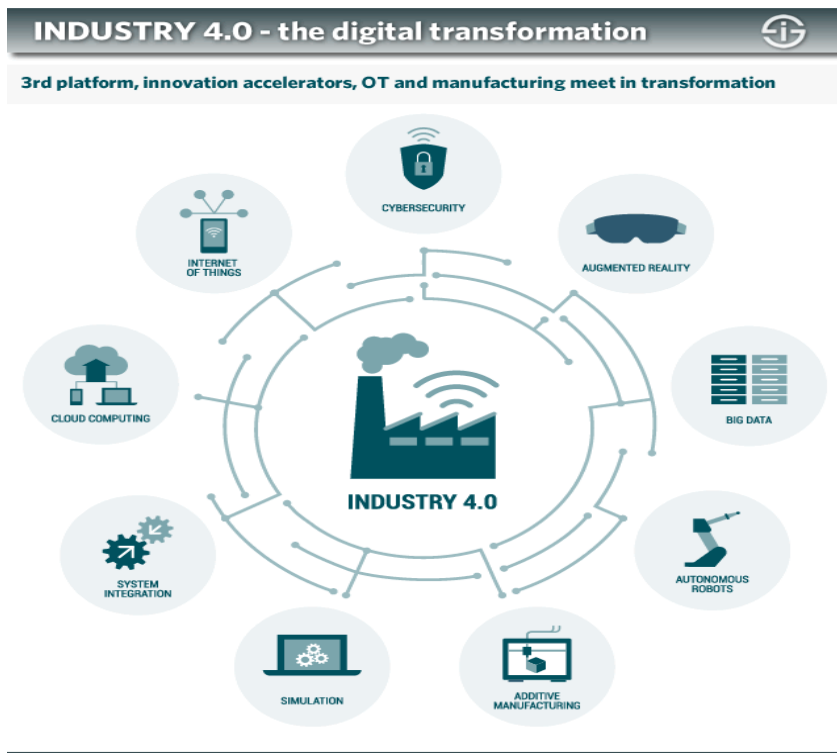 INDUSTRY 4.0 - the digital transformation
3rd platform, innovation accelerators, OT and manufacturing meet in transformation
CYBERSECURITY
INTERNET
OF THINGS
AUGMENTED REALITY
CLOUD COMPUTING
BIG DATA
INDUSTRY 4.0
SYSTEM
INTEGRATION
AUTONOMOUS
ROBOTS
SIMULATION
ADDITIVE
MANUFACTURING